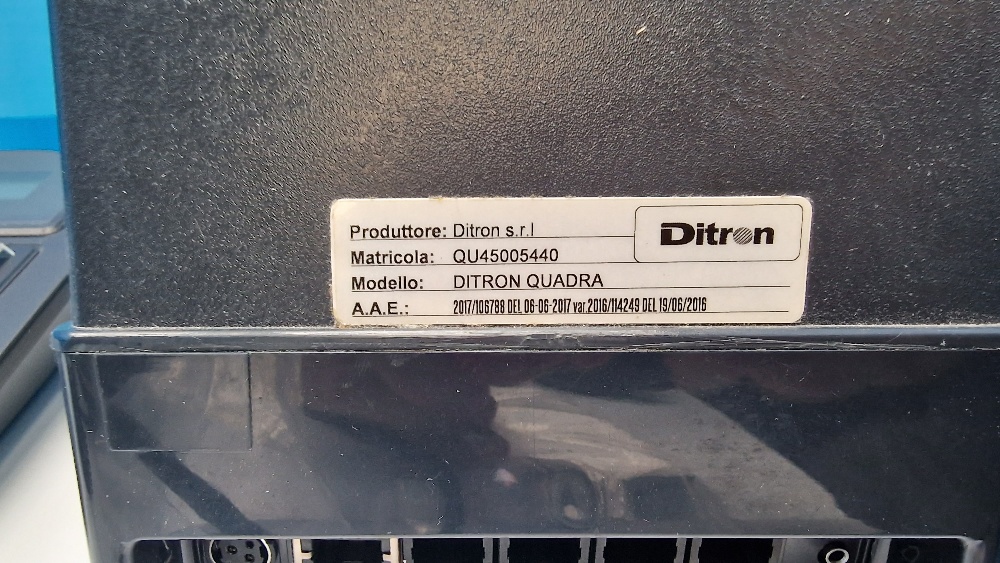 Produttore: Ditron s.r.l
Ditron
Matricola: QU45005440
Modello: DITRON QUADRA
A.A.E.: 2017/106788 DEL 06-06-2017 var.2016/114249 DEL 19/06/2016